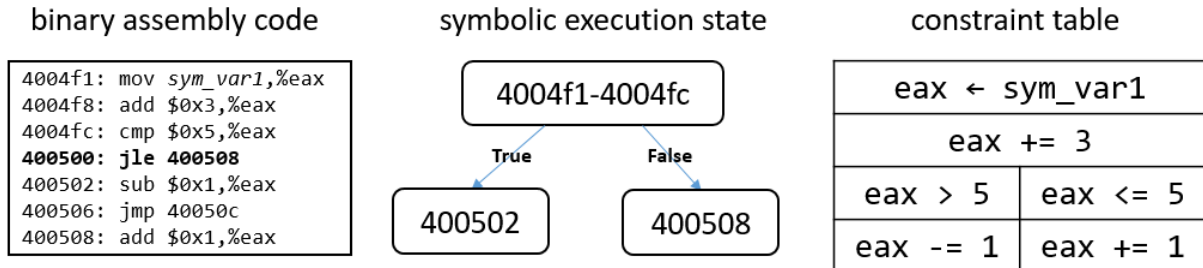 binary assembly code
4004f1: mov sym_var1,%eax
4004f8: add $0x3,%eax
4004fc: cmp $0x5,%eax
400500: jle 400508
400502: sub $0x1,%eax
400506: jmp 40050c
400508: add $0x1,%eax
symbolic execution state
4004f1-4004fc
True False
400502 400508
constraint table
eax ← sym_var1
eax += 3
eax > 5 eax <= 5
eax -= 1 eax += 1